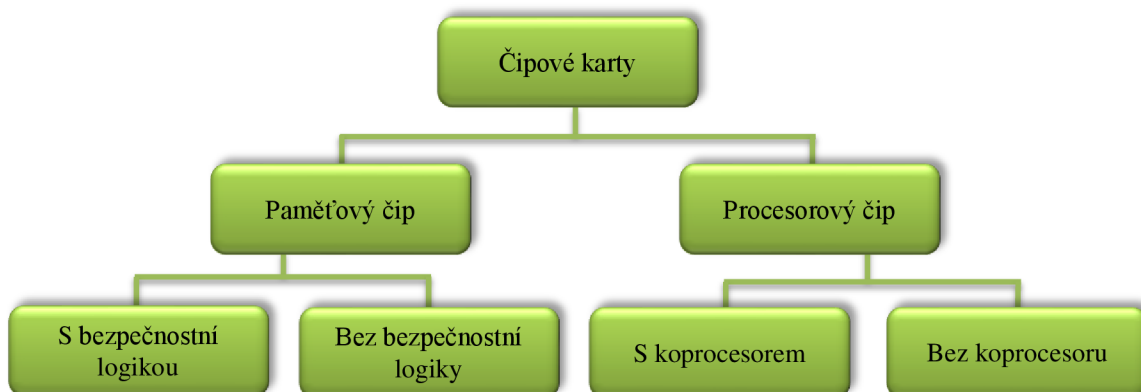 Čipové karty
Paměťový čip
Procesorový čip
S bezpečnostní
logikou
Bez bezpečnostní
logiky
S koprocesorem
Bez koprocesoru